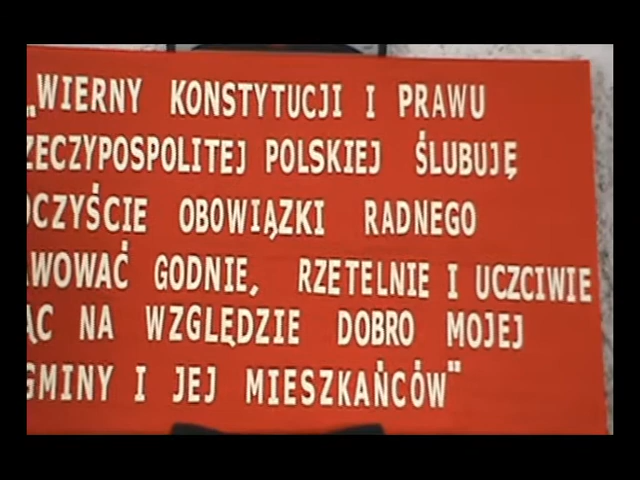 „WIERNY KONSTYTUCJI I PRAWU
ZECZYPOSPOLITEJ POLSKIEJ ŚLUBUJĘ
OCZYŚCIE OBOWIĄZKI RADNEGO
AWOWAĆ GODNIE, RZETELNIE I UCZCIWIE
ĄC NA WZGLĘDZIE DOBRO MOJEJ
GMINY I JEJ MIESZKAŃCÓW"